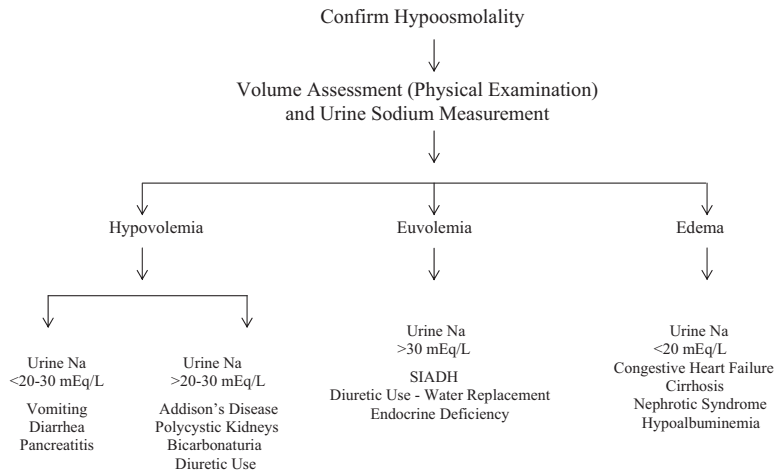 Confirm Hypoosmolality
Volume Assessment (Physical Examination)
and Urine Sodium Measurement
Hypovolemia
Euvolemia
Edema
Urine Na
<20-30 mEq/L
Vomiting
Diarrhea
Pancreatitis
Urine Na
>20-30 mEq/L
Addison's Disease
Polycystic Kidneys
Bicarbonaturia
Diuretic Use
Urine Na
>30 mEq/L
SIADH
Diuretic Use - Water Replacement
Endocrine Deficiency
Urine Na
<20 mEq/L
Congestive Heart Failure
Cirrhosis
Nephrotic Syndrome
Hypoalbuminemia